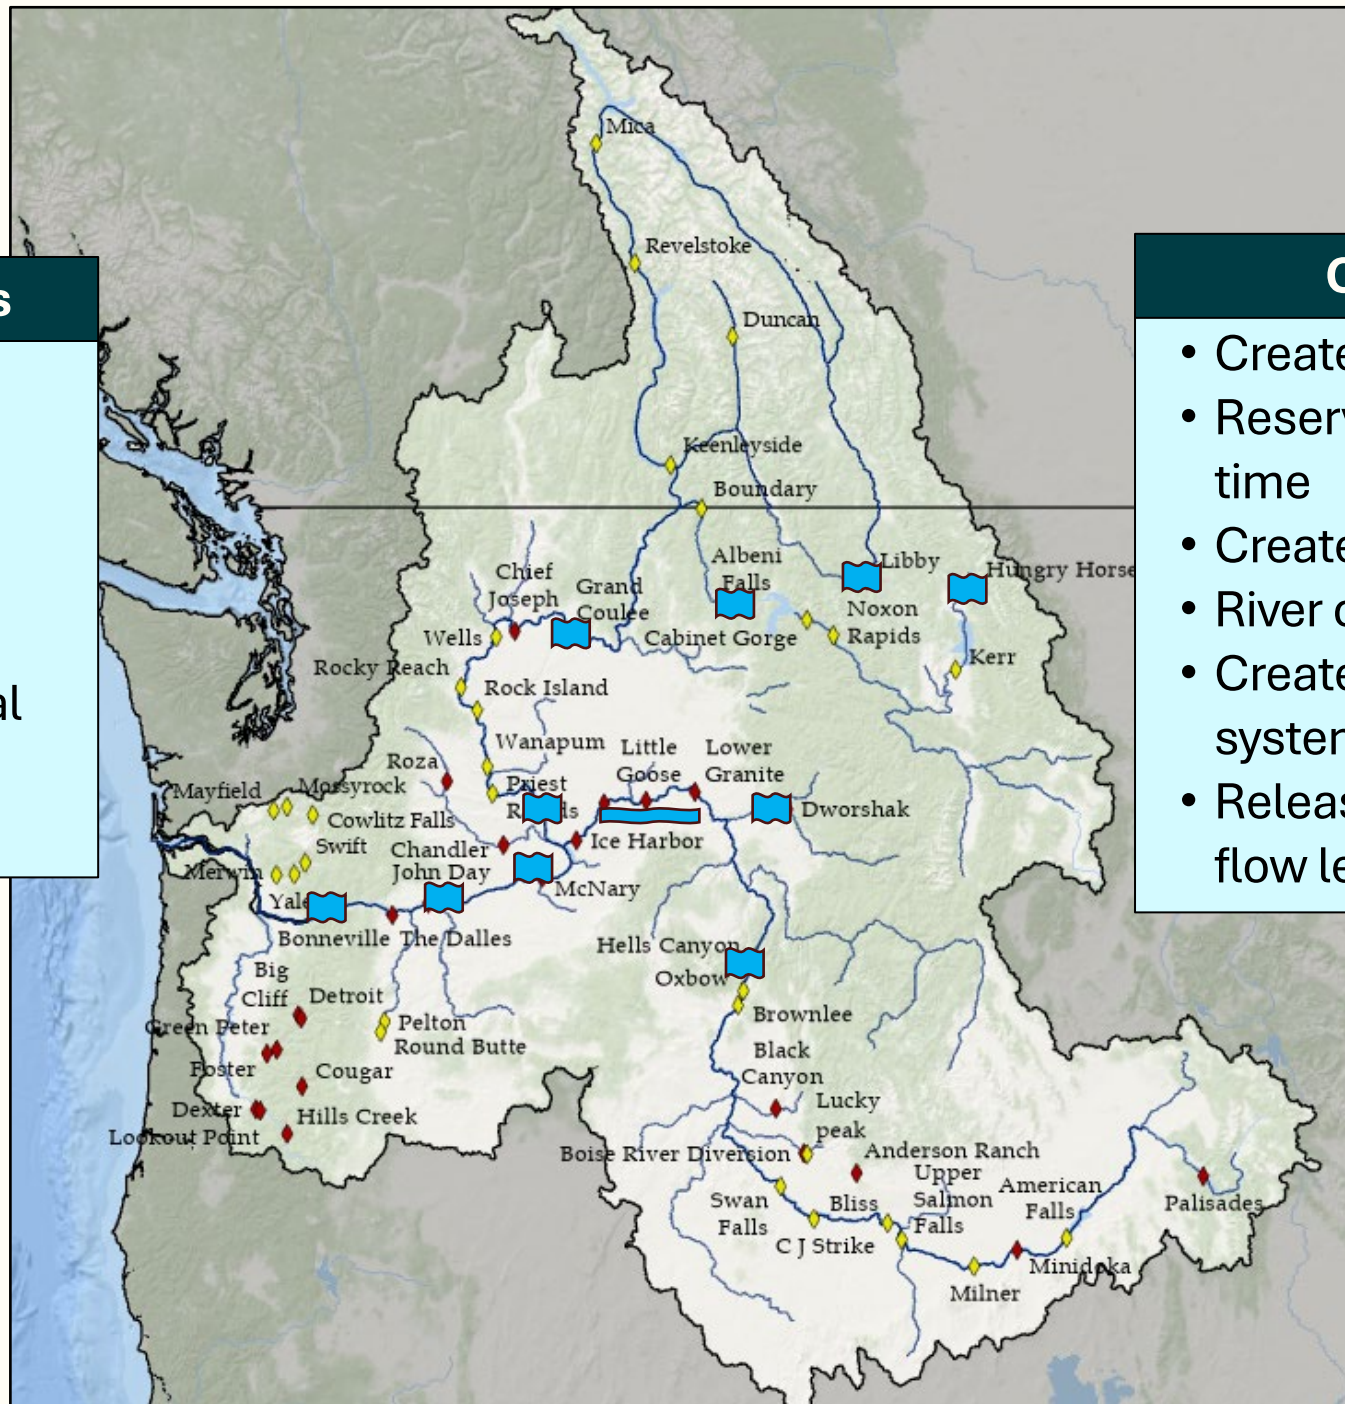 s
al
C
• Create
• Reserv
time
• Create
• River o
• Create
system
• Releas
flow le
Mica
Revelstoke
Duncan
Keenleyside
Boundary
Albeni
Falls
Libby
Hungry Horse
Chief
Joseph
Grand
Coulee
Wells
Cabinet Gorge
Noxon
Rapids
Kerr
Rocky Reach
Rock Island
Wanapum
Little
Goose
Lower
Granite
Roza
Priest
Mayfield
Mossyrock
Cowlitz Falls
Dworshak
Swift
Chandler
Ice Harbor
Merwin
John Day
McNary
Yale
Bonneville
The Dalles
Hells Canyon
Oxbow
Big
Cliff
Detroit
Brownlee
Green Peter
Pelton
Round Butte
Black
Canyon
Foster
Cougar
Lucky
peak
Dexter
Hills Creek
Lookout Point
Boise River Diversion
Anderson Ranch
Upper
Salmon
Falls
American
Falls
Palisades
Swan
Falls
Bliss
C J Strike
Minidoka
Milner